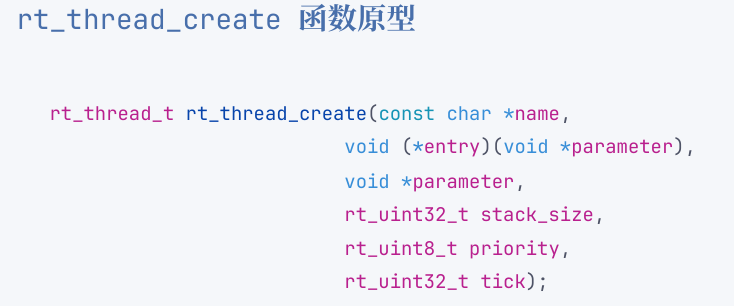 rt_thread_create 函数原型
rt_thread_t rt_thread_create(const char *name,
void (*entry)(void *parameter),
void *parameter,
rt_uint32_t stack_size,
rt_uint8_t priority,
rt_uint32_t tick);